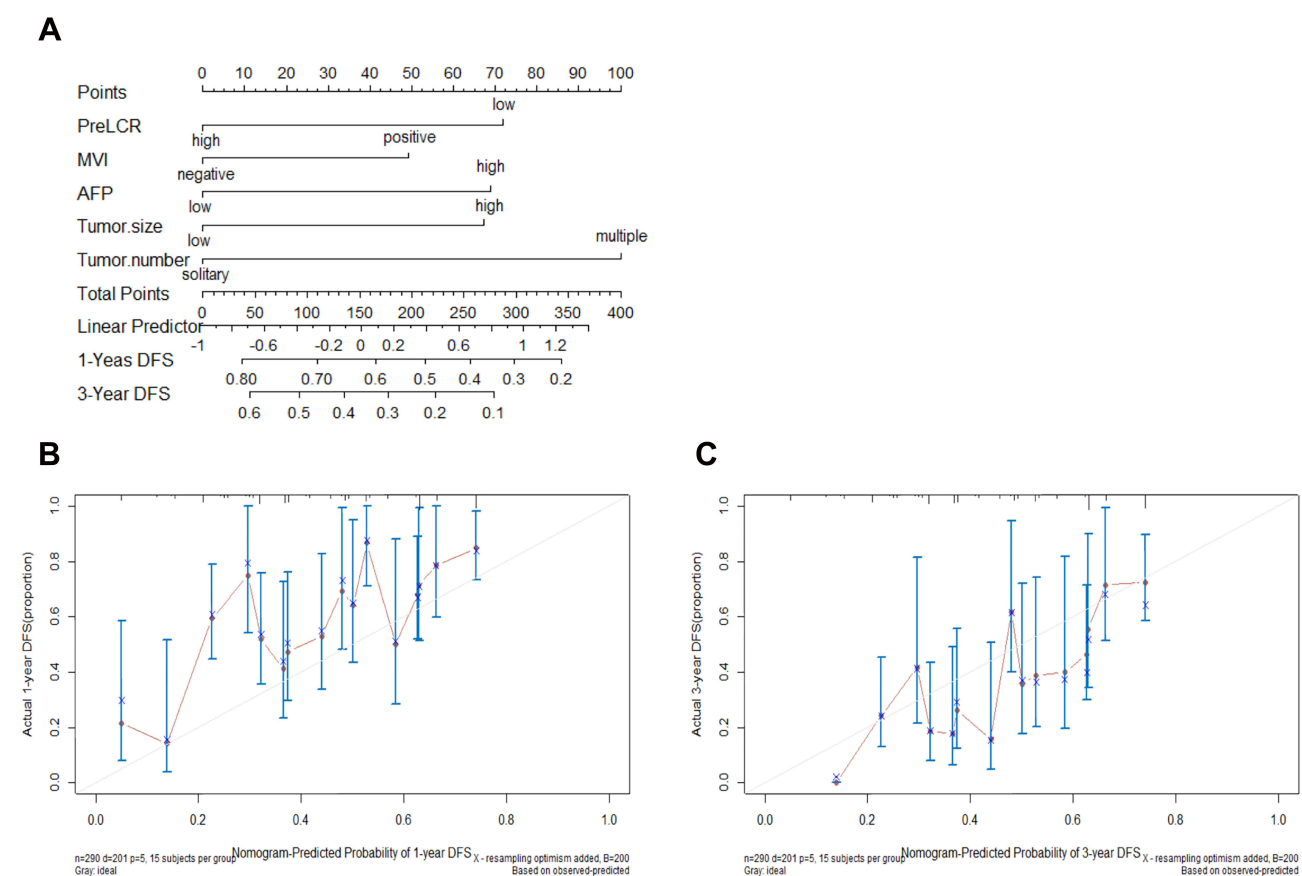 A
0 10 20 30 40 50 60 70 80 90 100
Points
low
PreLCR
high
positive
MVI
negative
high
AFP
low
high
Tumor.size
low
multiple
Tumor.number
solitary
Total Points
0 50 100 150 200 250 300 350 400
Linear Predictor
-1 -0.6 -0.2 0 0.2 0.6 1 1.2
1-Yeas DFS
0.80 0.70 0.6 0.5 0.4 0.3 0.2
3-Year DFS
0.6 0.5 0.4 0.3 0.2 0.1
B
Actual 1-year DFS(proportion)
1.0
0.8
0.6
0.4
0.2
0.0
0.0 0.2 0.4 0.6 0.8 1.0
Nomogram-Predicted Probability of 1-year DFS
n=290 d=201 p=5, 15 subjects per group
Gray: ideal
X - resampling optimism added, B=200
Based on observed-predicted
C
Actual 3-year DFS(proportion)
1.0
0.8
0.6
0.4
0.2
0.0
0.0 0.2 0.4 0.6 0.8 1.0
Nomogram-Predicted Probability of 3-year DFS
n=290 d=201 p=5, 15 subjects per group
Gray: ideal
X - resampling optimism added, B=200
Based on observed-predicted